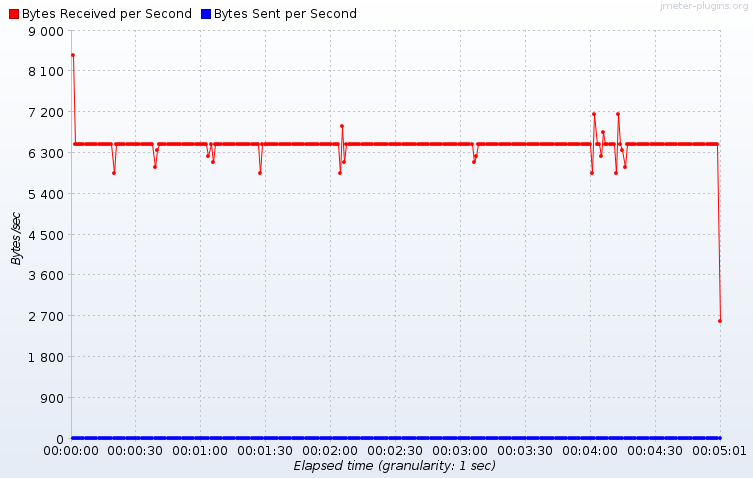 jmeter-plugins.org
Bytes Received per Second Bytes Sent per Second
9 000
8 100
7 200
6 300
5 400
4 500
3 600
2 700
1 800
900
0
Bytes/sec
00:00:00 00:00:30 00:01:00 00:01:30 00:02:00 00:02:30 00:03:00 00:03:30 00:04:00 00:04:30 00:05:01
Elapsed time (granularity: 1 sec)